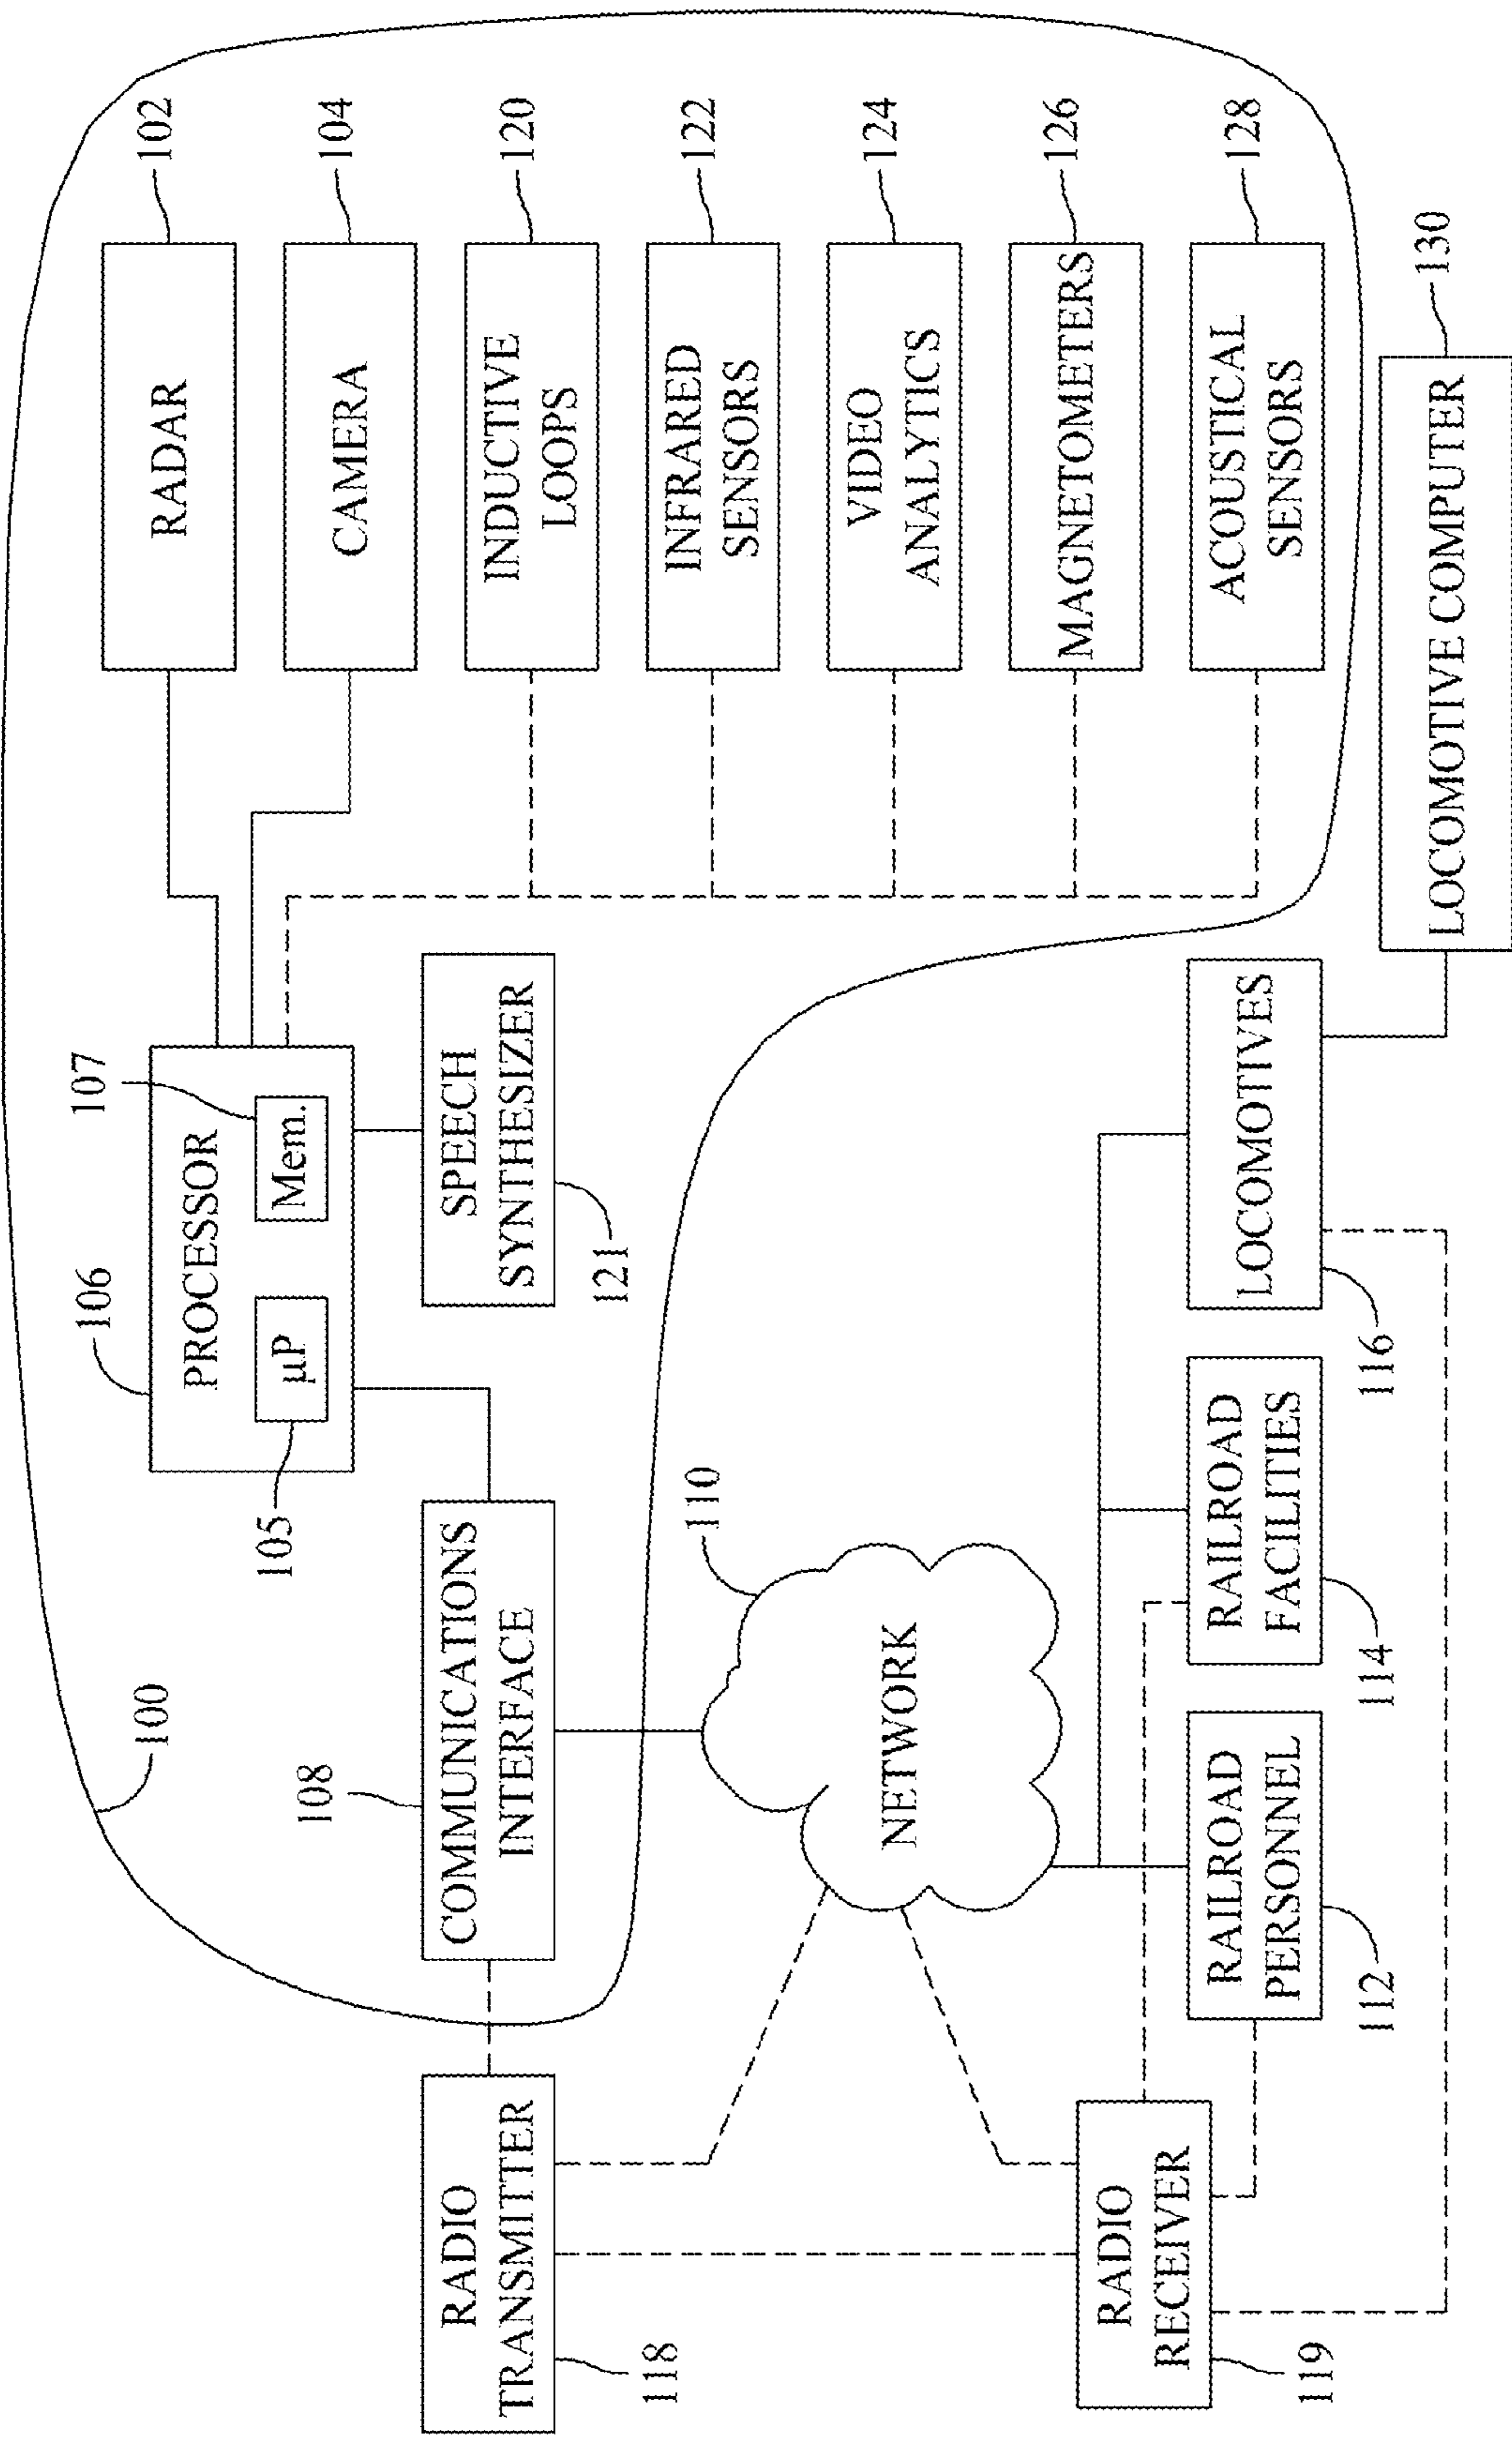 100
106
107
PROCESSOR
µP
Mem.
105
RADAR
102
CAMERA
104
INDUCTIVE
LOOPS
120
INFRARED
SENSORS
122
VIDEO
ANALYTICS
124
MAGNETOMETERS
126
ACOUSTICAL
SENSORS
128
108
COMMUNICATIONS
INTERFACE
SPEECH
SYNTHESIZER
121
RADIO
TRANSMITTER
118
110
NETWORK
RADIO
RECEIVER
119
RAILROAD
PERSONNEL
112
RAILROAD
FACILITIES
114
LOCOMOTIVES
116
LOCOMOTIVE COMPUTER
130